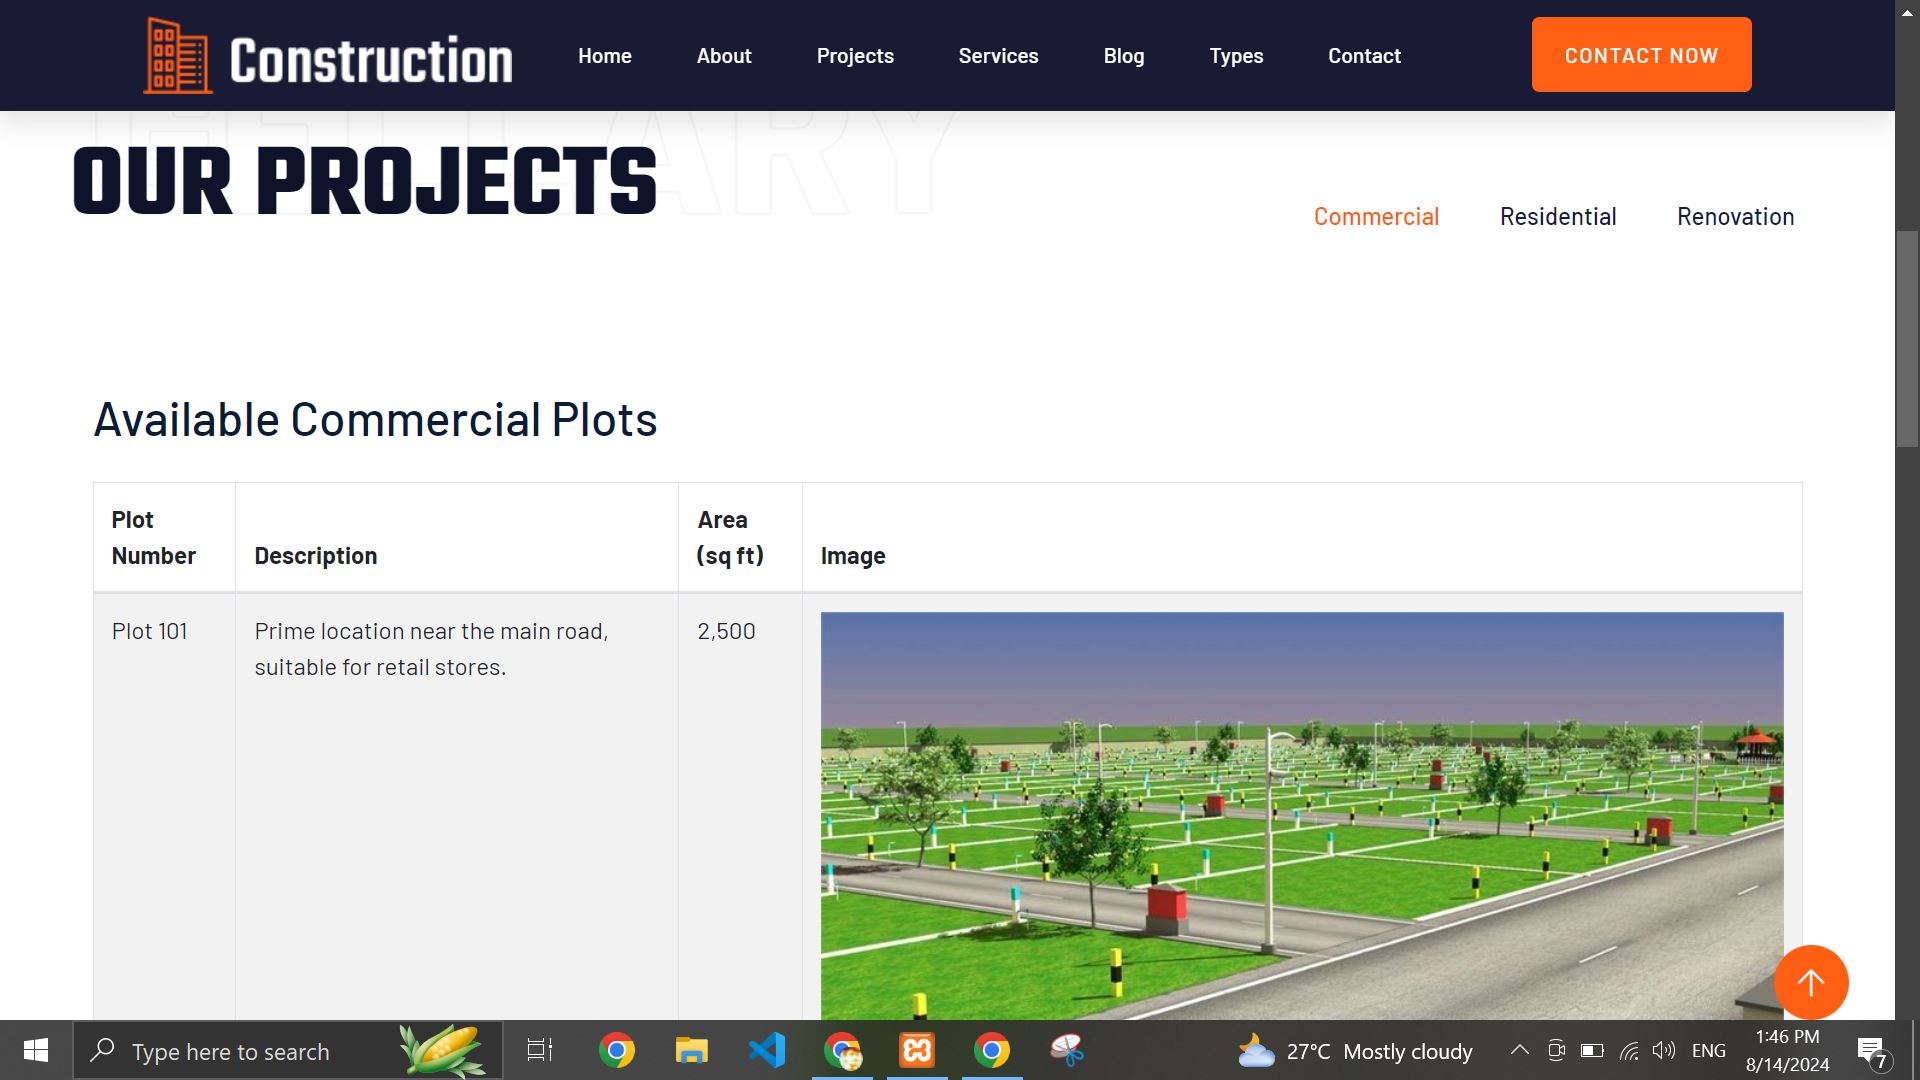 Construction
Home
About
Projects
Services
Blog
Types
Contact
CONTACT NOW
OUR PROJECTS
Commercial
Residential
Renovation
Available Commercial Plots
Plot
Number
Description
Area
(sq ft)
Image
Plot 101
Prime location near the main road,
suitable for retail stores.
2,500
Type here to search
27°C Mostly cloudy
ENG
1:46 PM
8/14/2024
7